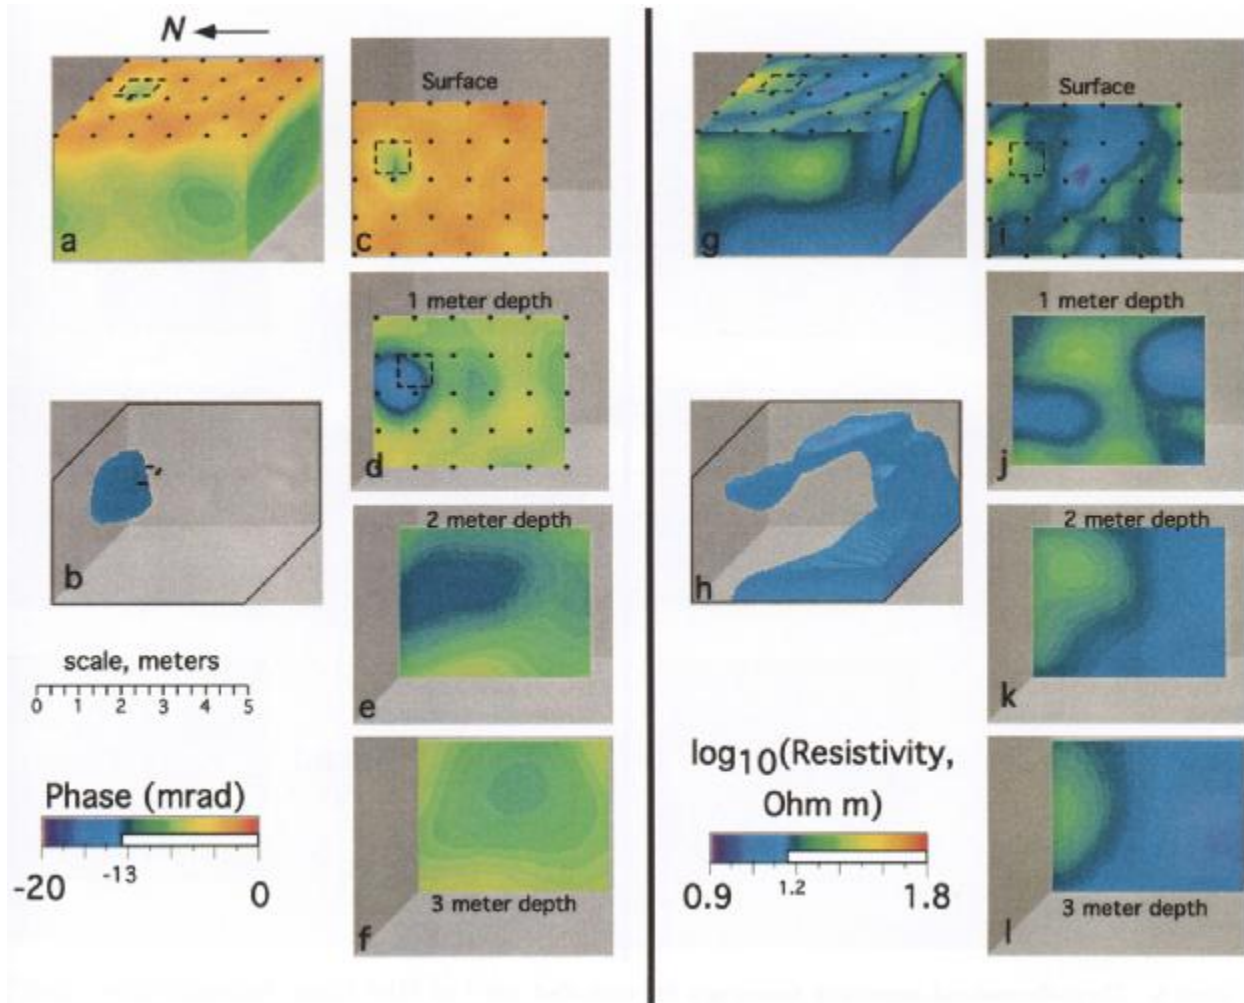 N
Surface
Surface
a
c
g
i
1 meter depth
1 meter depth
d
j
b
h
2 meter depth
2 meter depth
e
k
scale, meters
0 1 2 3 4 5
Phase (mrad)
-20 -13 0
log10(Resistivity,
Ohm m)
0.9 1.2 1.8
3 meter depth
3 meter depth
f
l